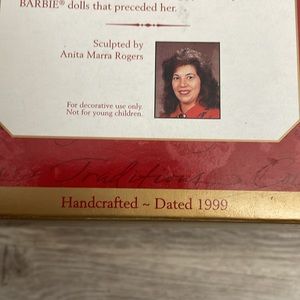 BARBIE® dolls that preceded her.
Sculpted by
Anita Marra Rogers
For decorative use only.
Not for young children.
Traditions
Handcrafted ~ Dated 1999